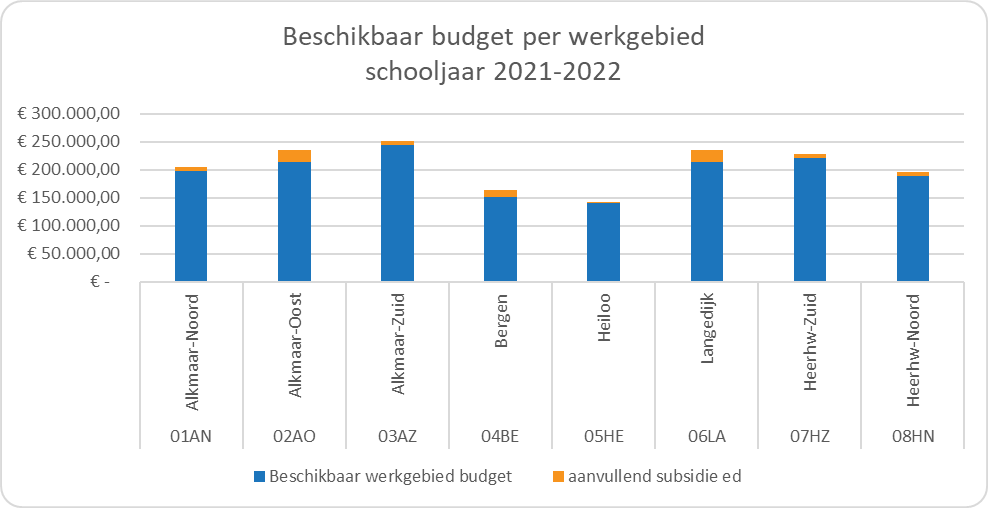 Beschikbaar budget per werkgebied
schooljaar 2021-2022
€ 300.000,00
€ 250.000,00
€ 200.000,00
€ 150.000,00
€ 100.000,00
€ 50.000,00
€ -
Alkmaar-Noord
Alkmaar-Oost
Alkmaar-Zuid
Bergen
Heiloo
Langedijk
Heerhw-Zuid
Heerhw-Noord
01AN 02AO 03AZ 04BE 05HE 06LA 07HZ 08HN
Beschikbaar werkgebied budget aanvullend subsidie ed